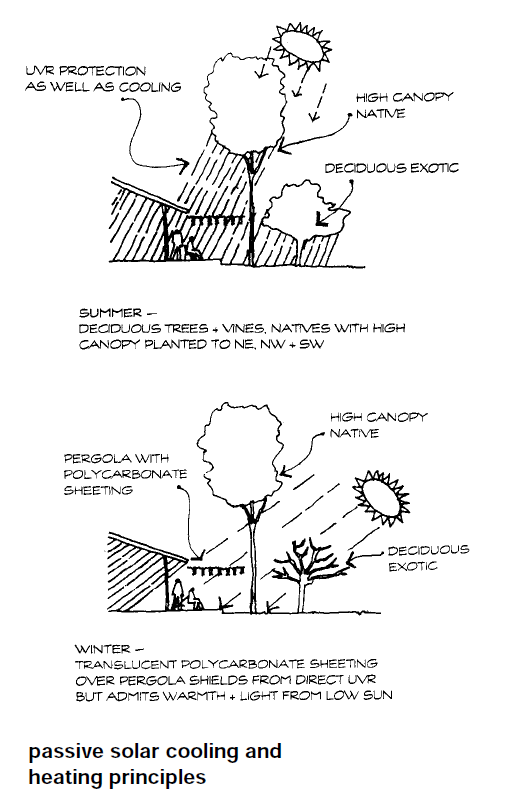 UVR PROTECTION
AS WELL AS COOLING
HIGH CANOPY
NATIVE
DECIDUOUS EXOTIC
SUMMER –
DECIDUOUS TREES + VINES, NATIVES WITH HIGH
CANOPY PLANTED TO NE, NW + SW
HIGH CANOPY
NATIVE
PERGOLA WITH
POLYCARBONATE
SHEETING
DECIDUOUS
EXOTIC
WINTER –
TRANSLUCENT POLYCARBONATE SHEETING
OVER PERGOLA SHIELDS FROM DIRECT UVR
BUT ADMITS WARMTH + LIGHT FROM LOW SUN
passive solar cooling and
heating principles